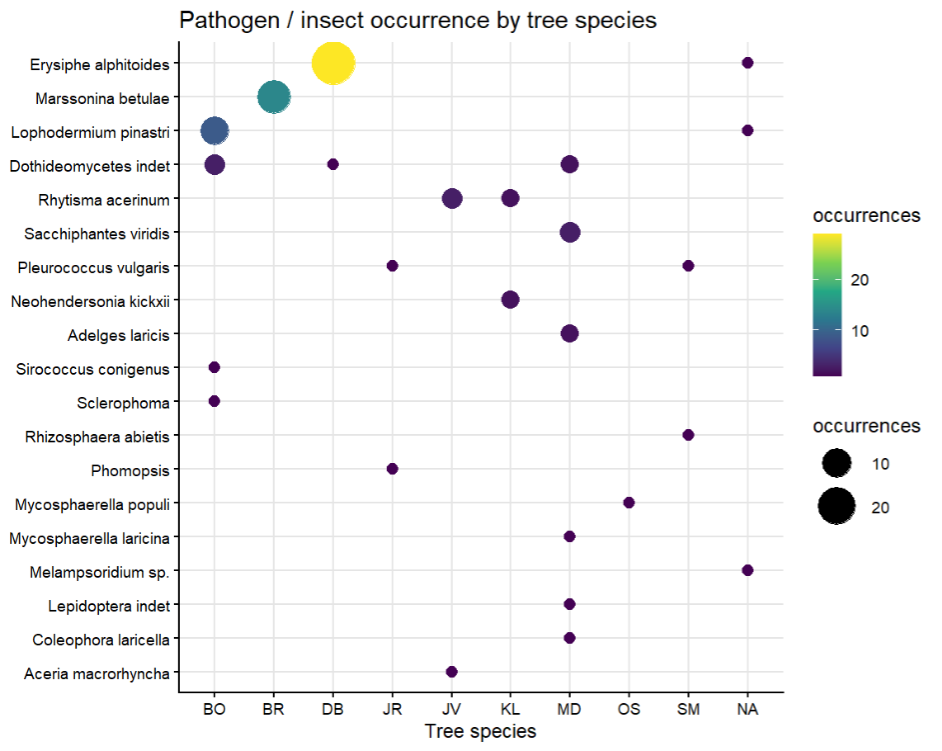 Pathogen / insect occurrence by tree species
Erysiphe alphitoides
Marssonina betulae
Lophodermium pinastri
Dothideomycetes indet
Rhytisma acerinum
Sacchiphantes viridis
Pleurococcus vulgaris
Neohendersonia kickxii
Adelges laricis
Sirococcus conigenus
Sclerophoma
Rhizosphaera abietis
Phomopsis
Mycosphaerella populi
Mycosphaerella laricina
Melampsoridium sp.
Lepidoptera indet
Coleophora laricella
Aceria macrorhyncha
BO BR DB JR JV KL MD OS SM NA
Tree species
occurrences
20
10
occurrences
10
20